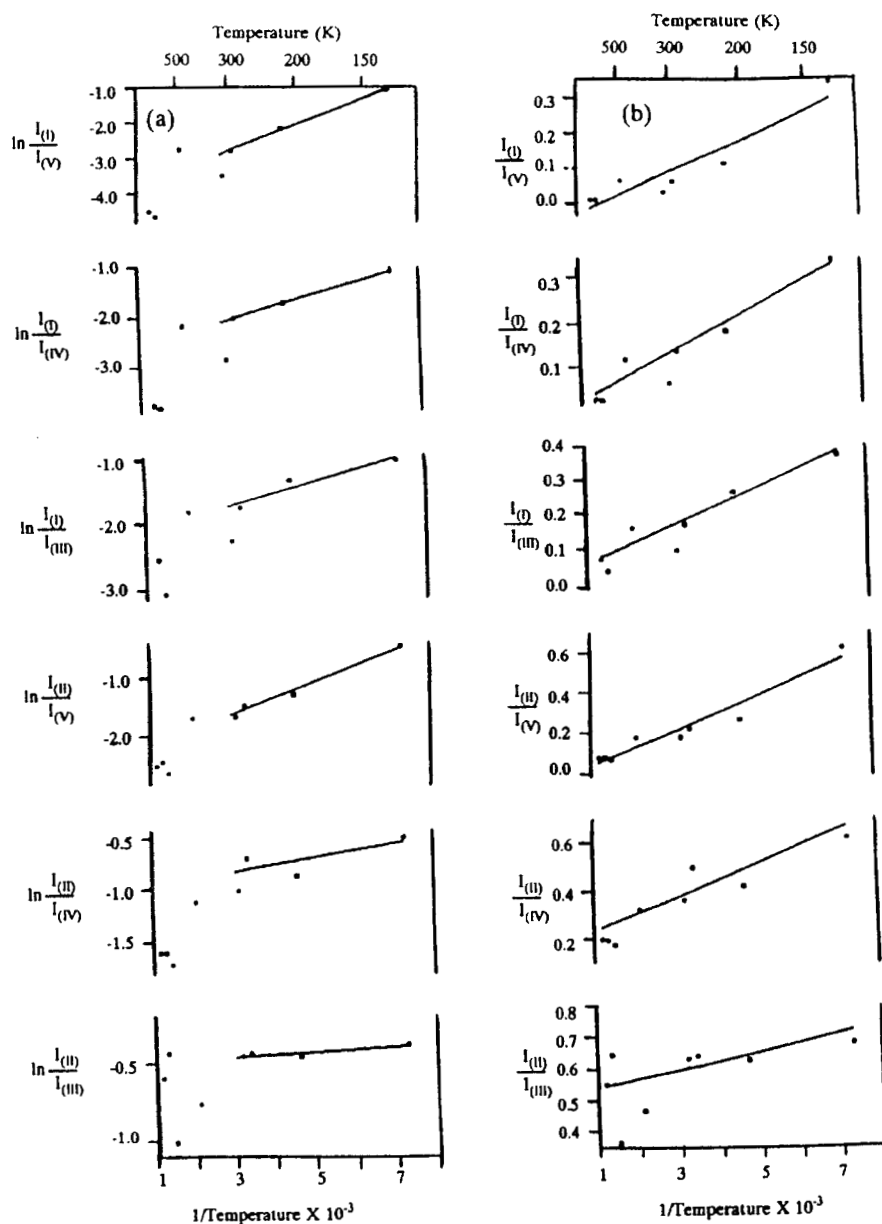 Temperature (K)
500 300 200 150
(a)
ln I(I) / I(V)
-1.0
-2.0
-3.0
-4.0
ln I(I) / I(IV)
-1.0
-2.0
-3.0
ln I(I) / I(III)
-1.0
-2.0
-3.0
ln I(II) / I(V)
-1.0
-2.0
ln I(II) / I(IV)
-0.5
-1.0
-1.5
ln I(II) / I(III)
-0.5
-1.0
1 3 5 7
1/Temperature X 10-3
Temperature (K)
500 300 200 150
(b)
I(I) / I(V)
0.3
0.1
0.0
I(I) / I(IV)
0.3
0.2
0.1
I(I) / I(III)
0.4
0.3
0.2
0.1
0.0
I(II) / I(V)
0.6
0.4
0.2
0.0
I(II) / I(IV)
0.6
0.4
0.2
I(II) / I(III)
0.8
0.7
0.6
0.5
0.4
1 3 5 7
1/Temperature X 10-3